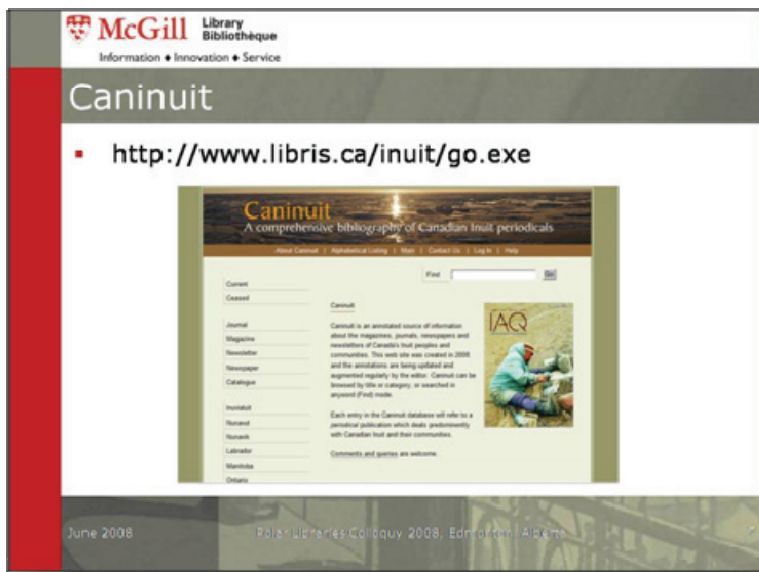 McGill Library
Bibliothèque
Information ♦ Innovation ♦ Service
Caninuit
▪ http://www.libris.ca/inuit/go.exe
Caninuit
A comprehensive bibliography of Canadian Inuit periodicals
About Caninuit | Alphabetical Listing | Main | Contact Us | Log In | Help
Find Go
Current
Ceased
Journal
Magazine
Newsletter
Newspaper
Catalogue
Inuvialuit
Nunavut
Nunavik
Labrador
Manitoba
Ontario
Caninuit
Caninuit is an annotated source of information
about the magazines, journals, newspapers and
newsletters of Canada's Inuit peoples and
communities. This web site was created in 2006
and the annotations are being updated and
augmented regularly by the editor. Caninuit can be
browsed by title or category, or searched in
anyword (Find) mode.
Each entry in the Caninuit database will refer to a
periodical publication which deals predominently
with Canadian Inuit and their communities.
Comments and queries are welcome.
IAQ
June 2008
Polar Libraries Colloquy 2008, Edmonton, Alberta